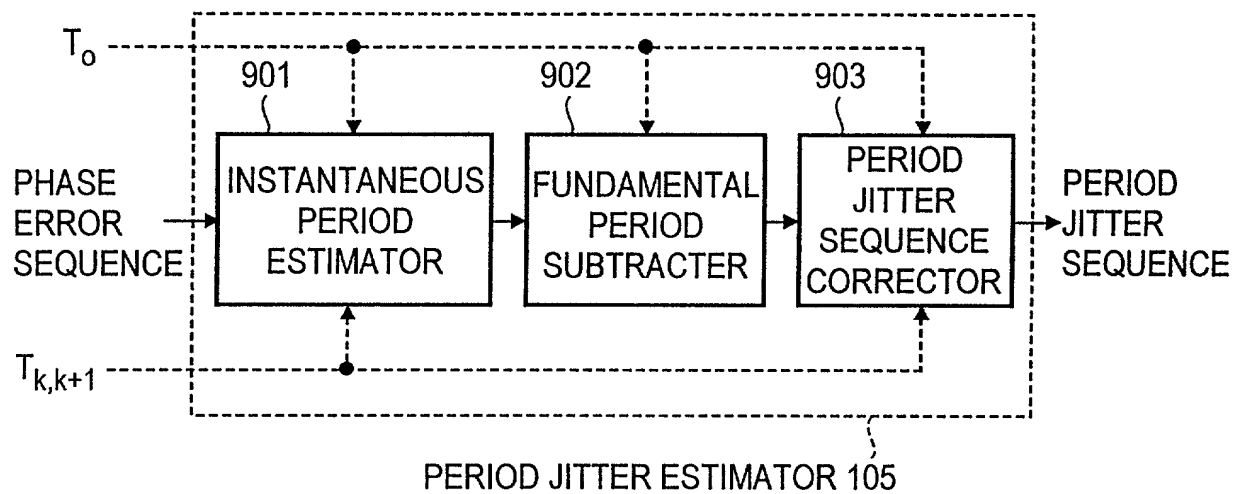 To
901
902
903
PHASE
ERROR
SEQUENCE
INSTANTANEOUS
PERIOD
ESTIMATOR
FUNDAMENTAL
PERIOD
SUBTRACTER
PERIOD
JITTER
SEQUENCE
CORRECTOR
PERIOD
JITTER
SEQUENCE
Tk,k+1
PERIOD JITTER ESTIMATOR 105